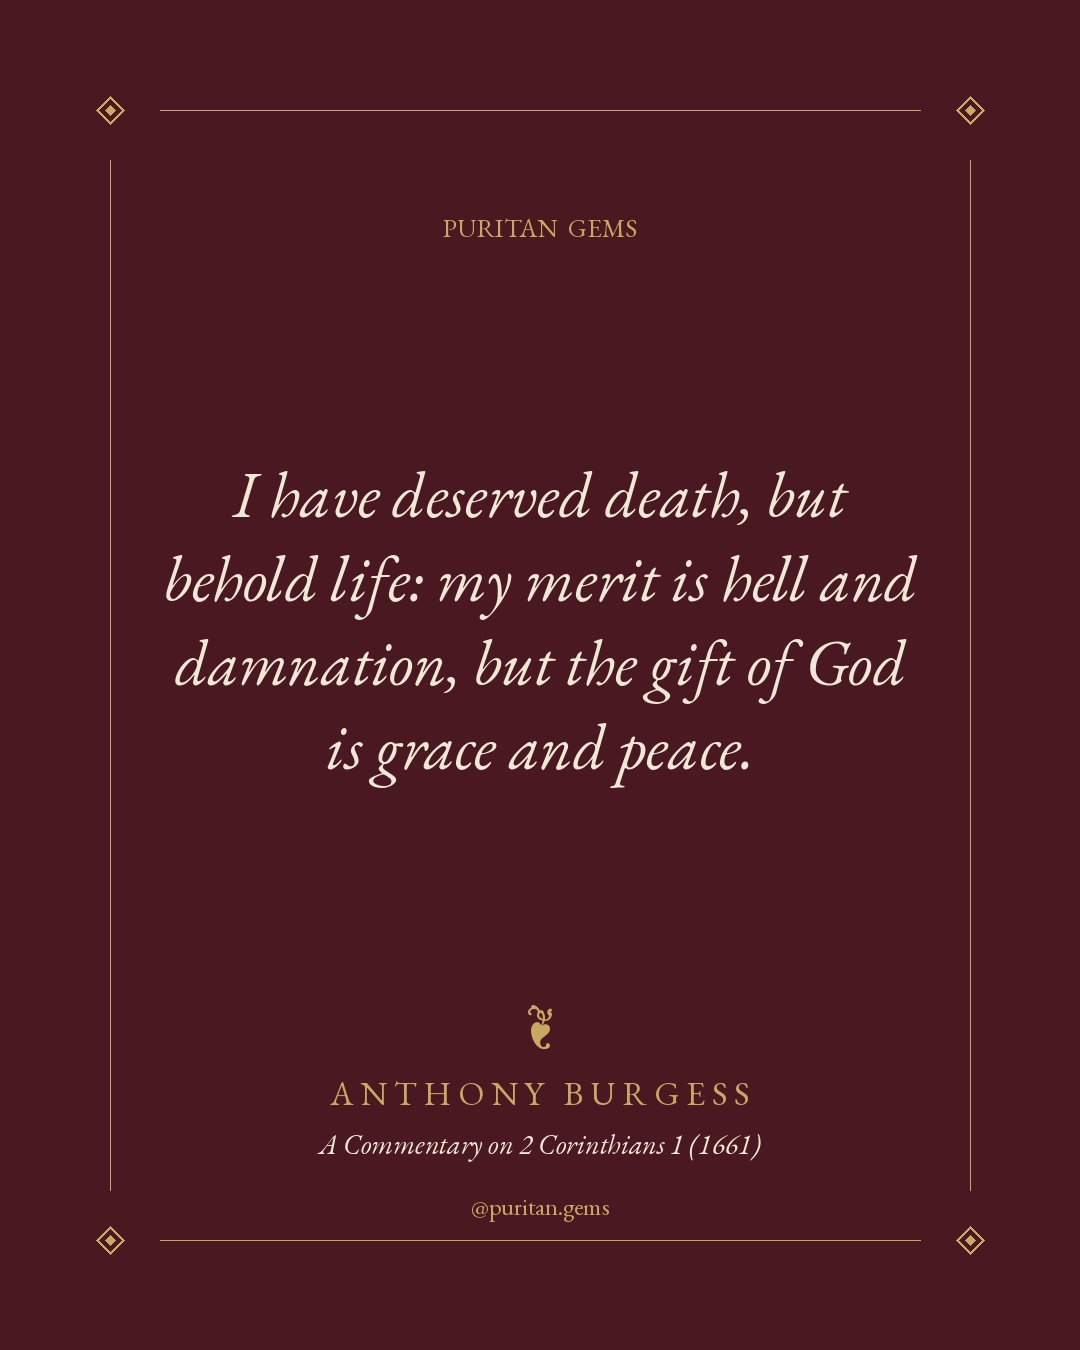 PURITAN GEMS
I have deserved death, but
behold life: my merit is hell and
damnation, but the gift of God
is grace and peace.
ANTHONY BURGESS
A Commentary on 2 Corinthians 1 (1661)
@puritan.gems